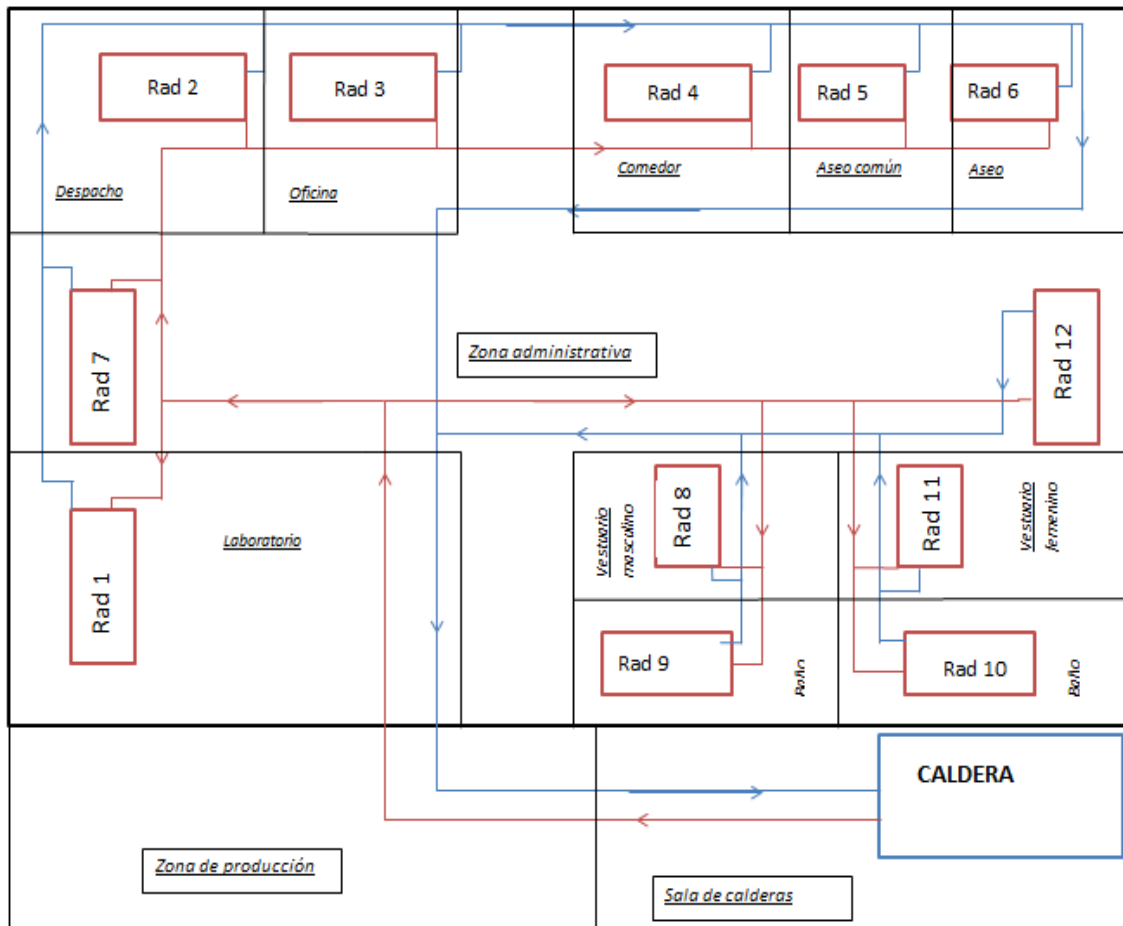 Rad 2
Rad 3
Rad 4
Rad 5
Rad 6
Despacho
Oficina
Comedor
Aseo común
Aseo
Rad 7
Zona administrativa
Rad 12
Rad 1
Laboratorio
Vestuario
masculino
Rad 8
Rad 11
Vestuario
femenino
Rad 9
Baño
Rad 10
Baño
CALDERA
Zona de producción
Sala de calderas